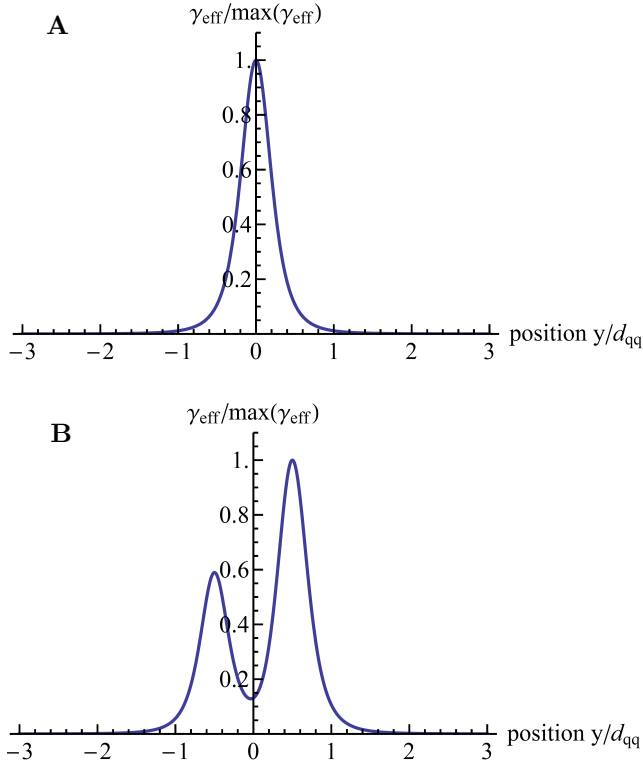 A
γeff/max(γeff)
1.
0.8
0.6
0.4
0.2
−3 −2 −1 0 1 2 3
position y/dqq
B
γeff/max(γeff)
1.
0.8
0.6
0.4
0.2
−3 −2 −1 0 1 2 3
position y/dqq